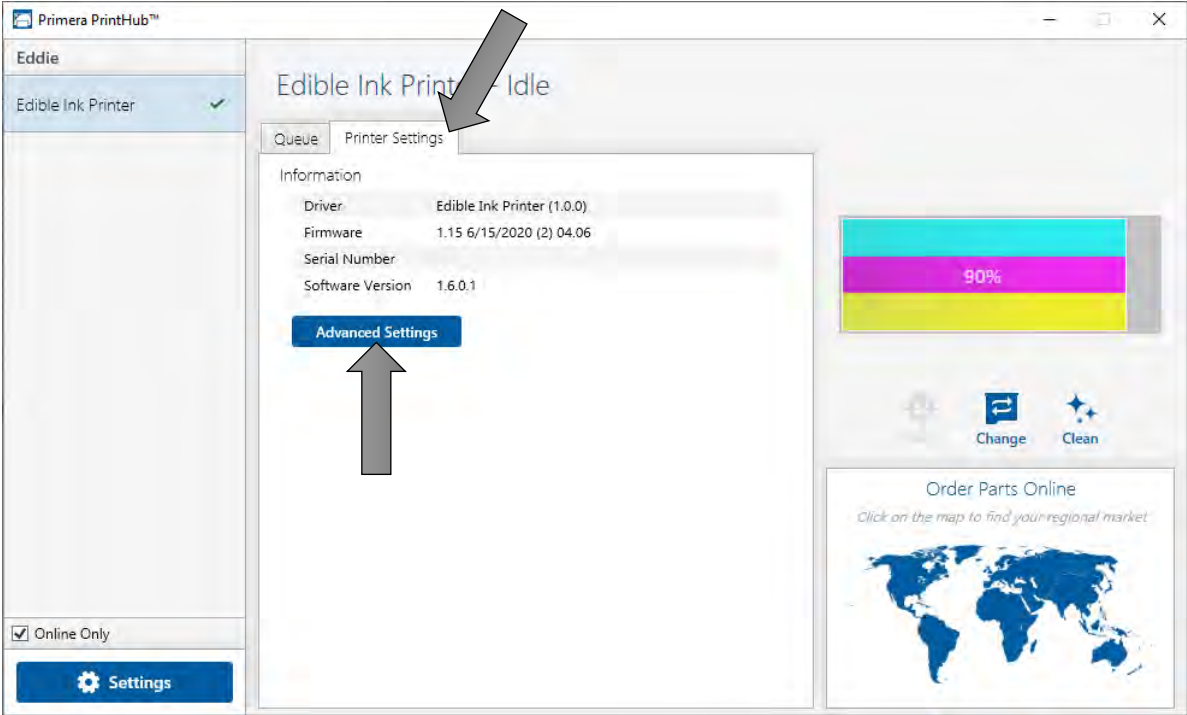 Primera PrintHub™
Eddie
Edible Ink Printer
Online Only
Settings
Edible Ink Printer - Idle
Queue
Printer Settings
Information
Driver Edible Ink Printer (1.0.0)
Firmware 1.15 6/15/2020 (2) 04.06
Serial Number
Software Version 1.6.0.1
Advanced Settings
90%
Change
Clean
Order Parts Online
Click on the map to find your regional market